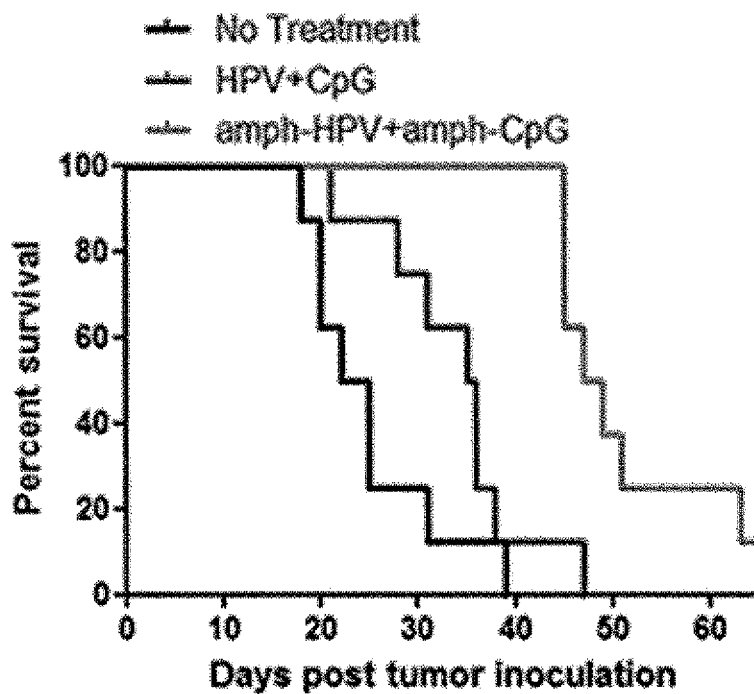 No Treatment
HPV+CpG
amph-HPV+amph-CpG
100
80
60
40
20
0
Percent survival
0 10 20 30 40 50 60
Days post tumor inoculation